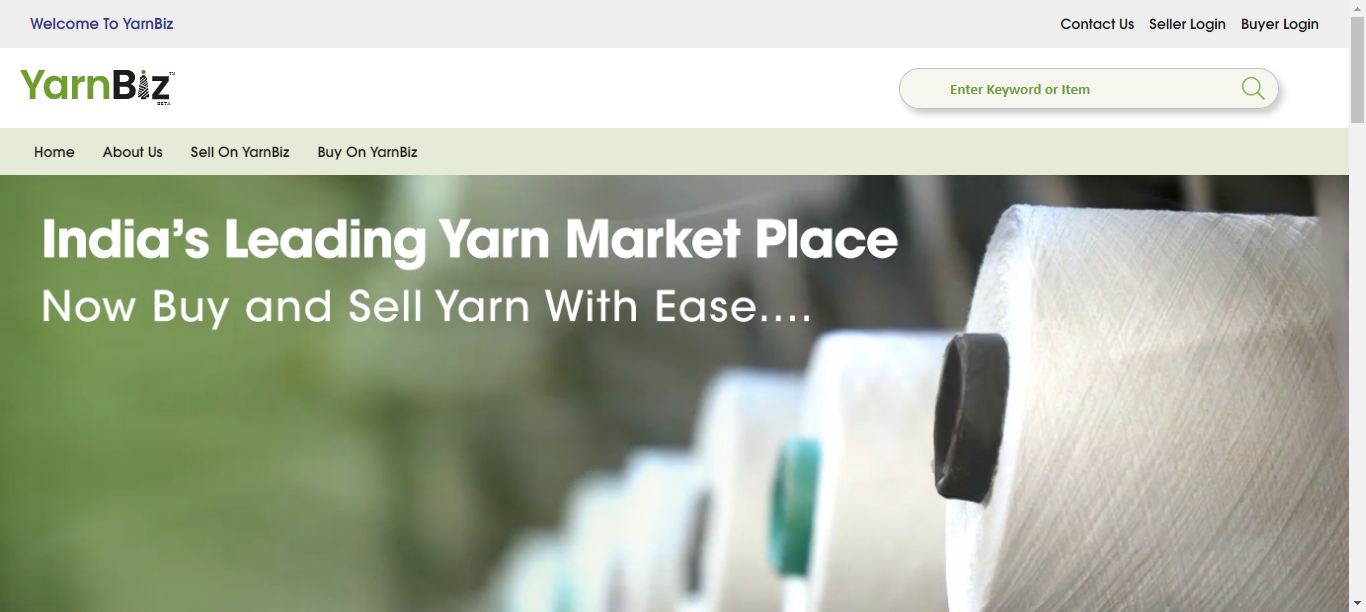 Welcome To YarnBiz
Contact Us Seller Login Buyer Login
YarnBiz™
BETA
Enter Keyword or Item
Home About Us Sell On YarnBiz Buy On YarnBiz
India's Leading Yarn Market Place
Now Buy and Sell Yarn With Ease....